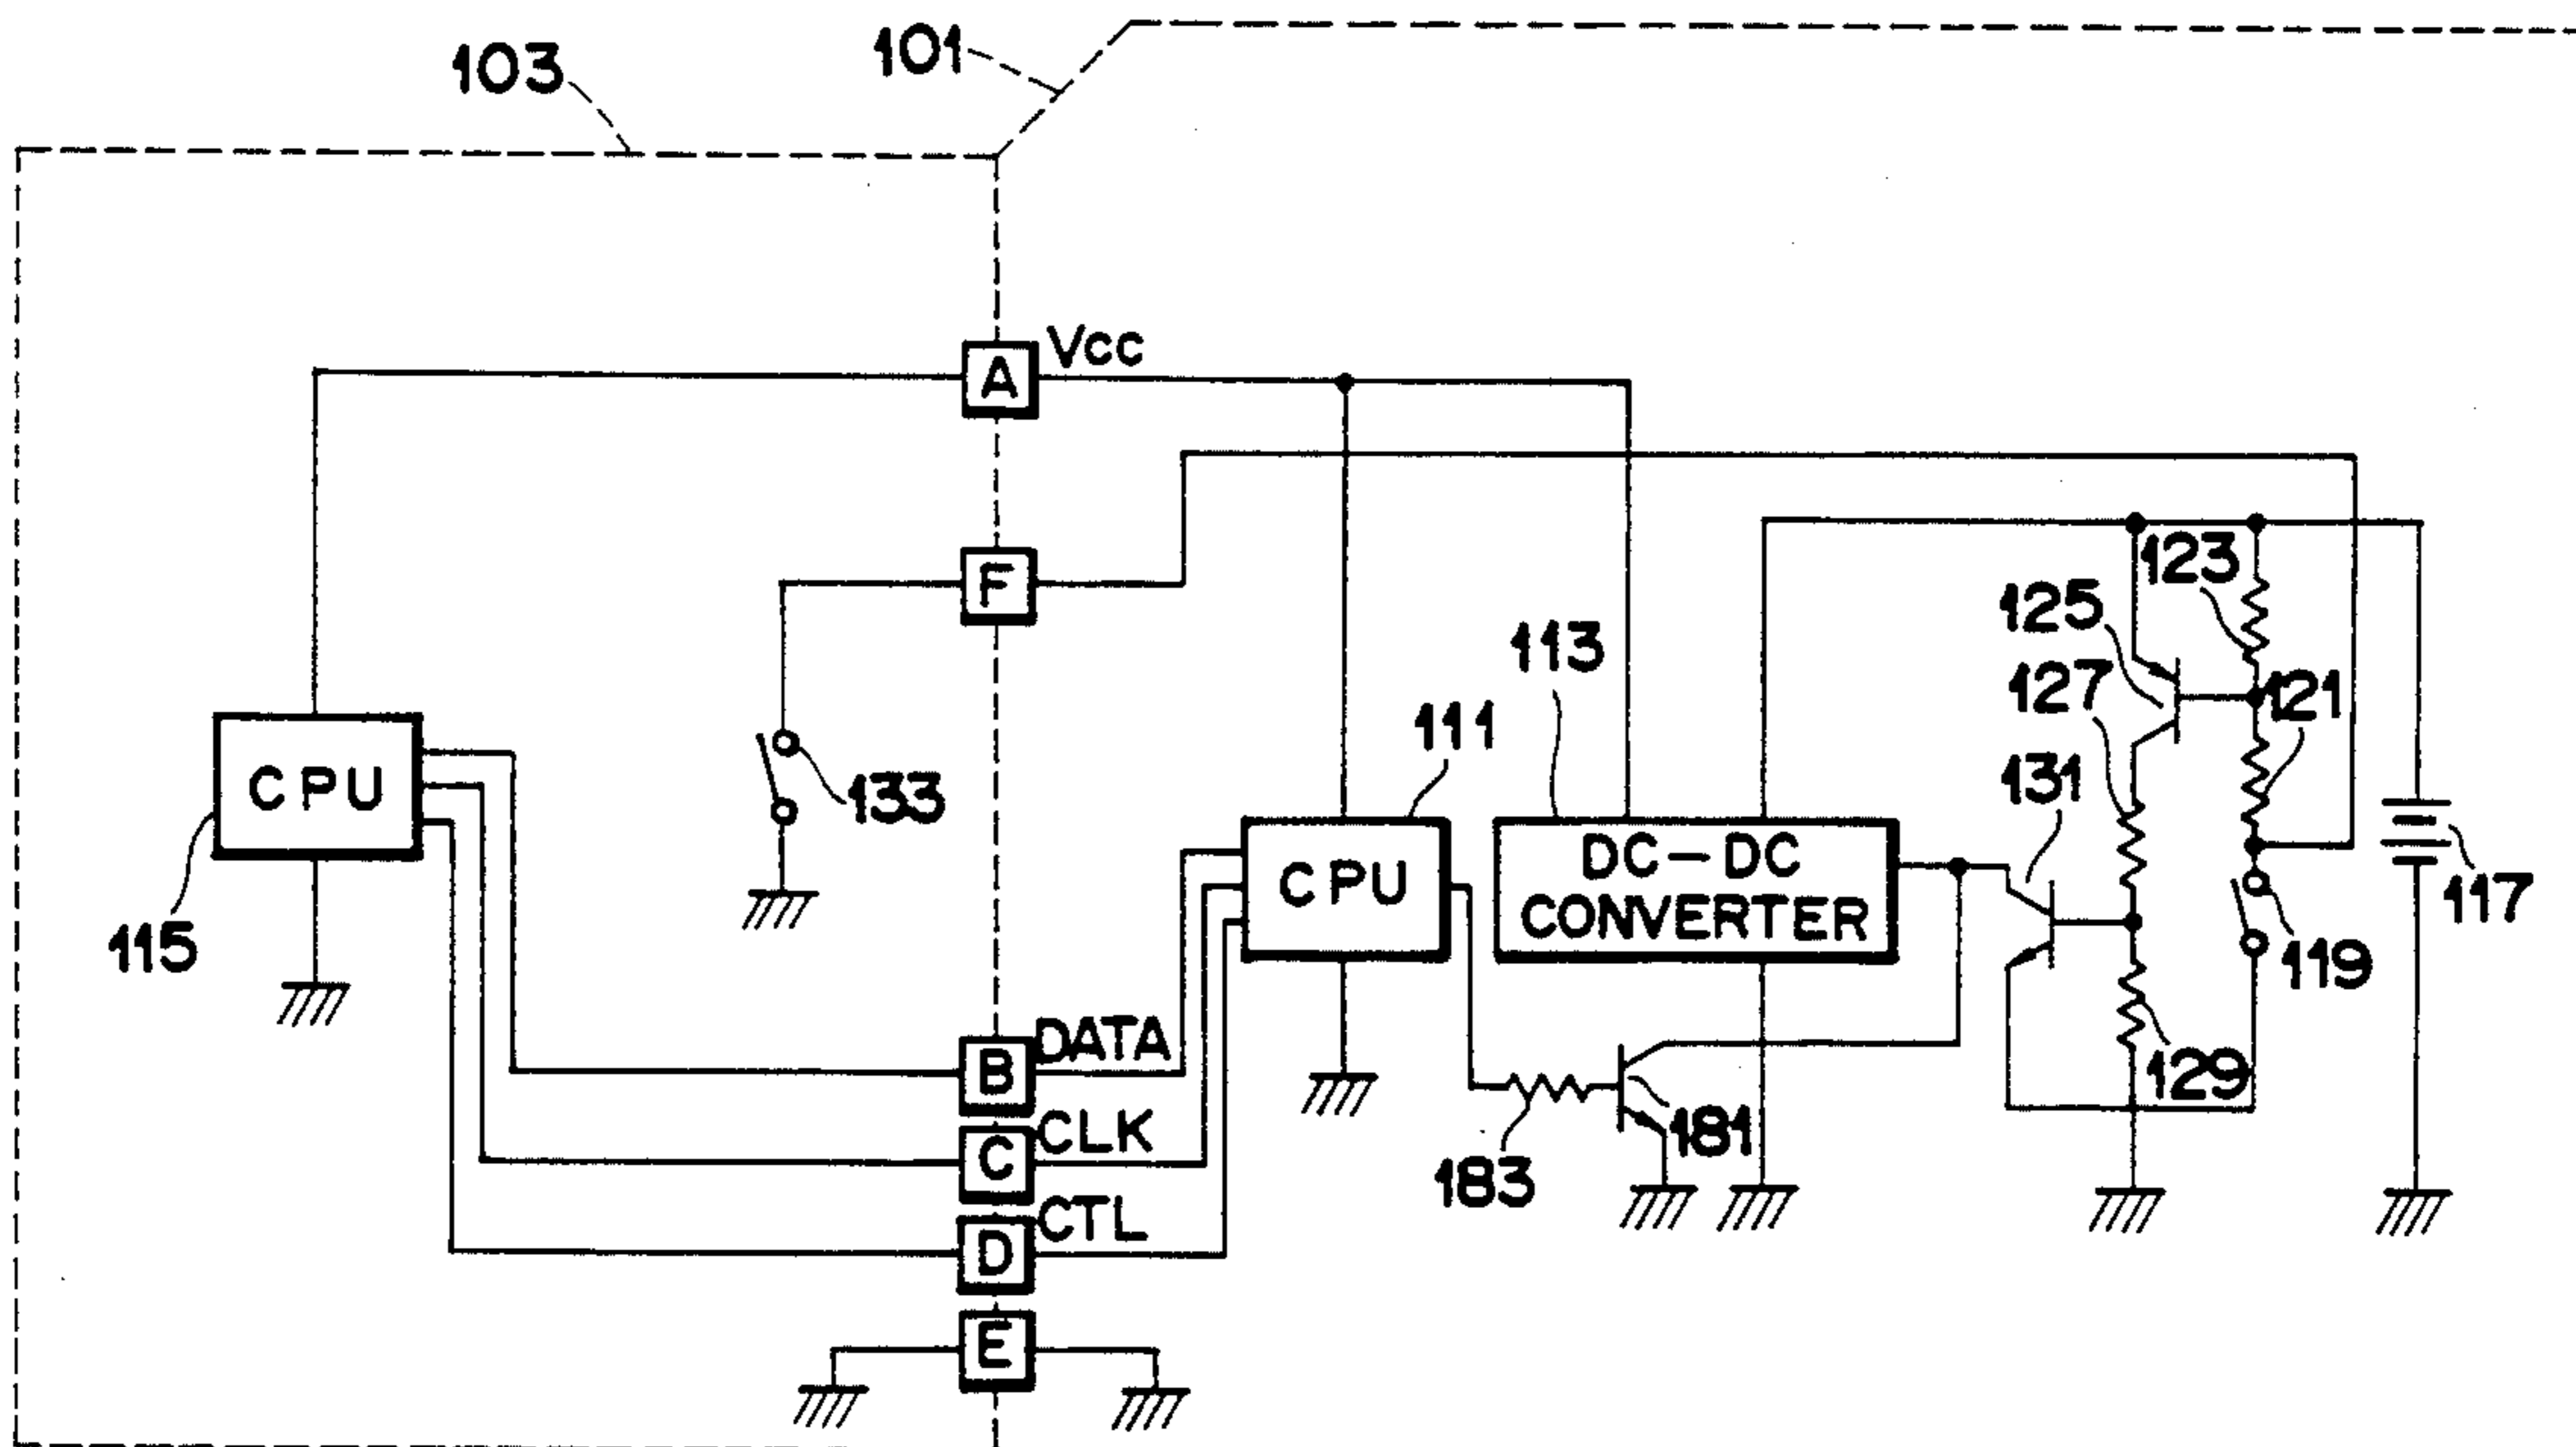 103
101
A
Vcc
F
123
125
127
121
113
111
131
CPU
133
115
CPU
DC-DC
CONVERTER
117
119
B
DATA
129
C
CLK
181
183
D
CTL
E